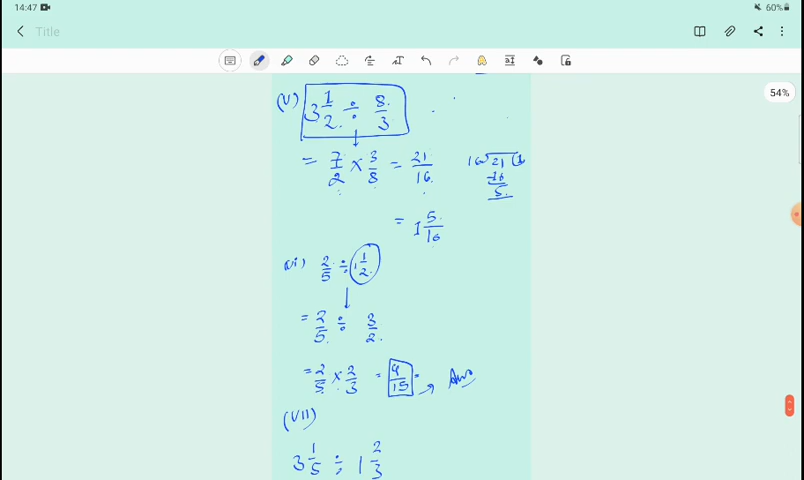 14:47 60%
Title
54%
(V) 3 1/2 ÷ 8/3
= 7/2 × 3/8 = 21/16 16)21(1
-16
5
= 1 5/16
(Vi) 2/5 ÷ 1 1/2
= 2/5 ÷ 3/2
= 2/5 × 2/3 = 4/15 = → Ans
(VII)
3 1/5 ÷ 1 2/3